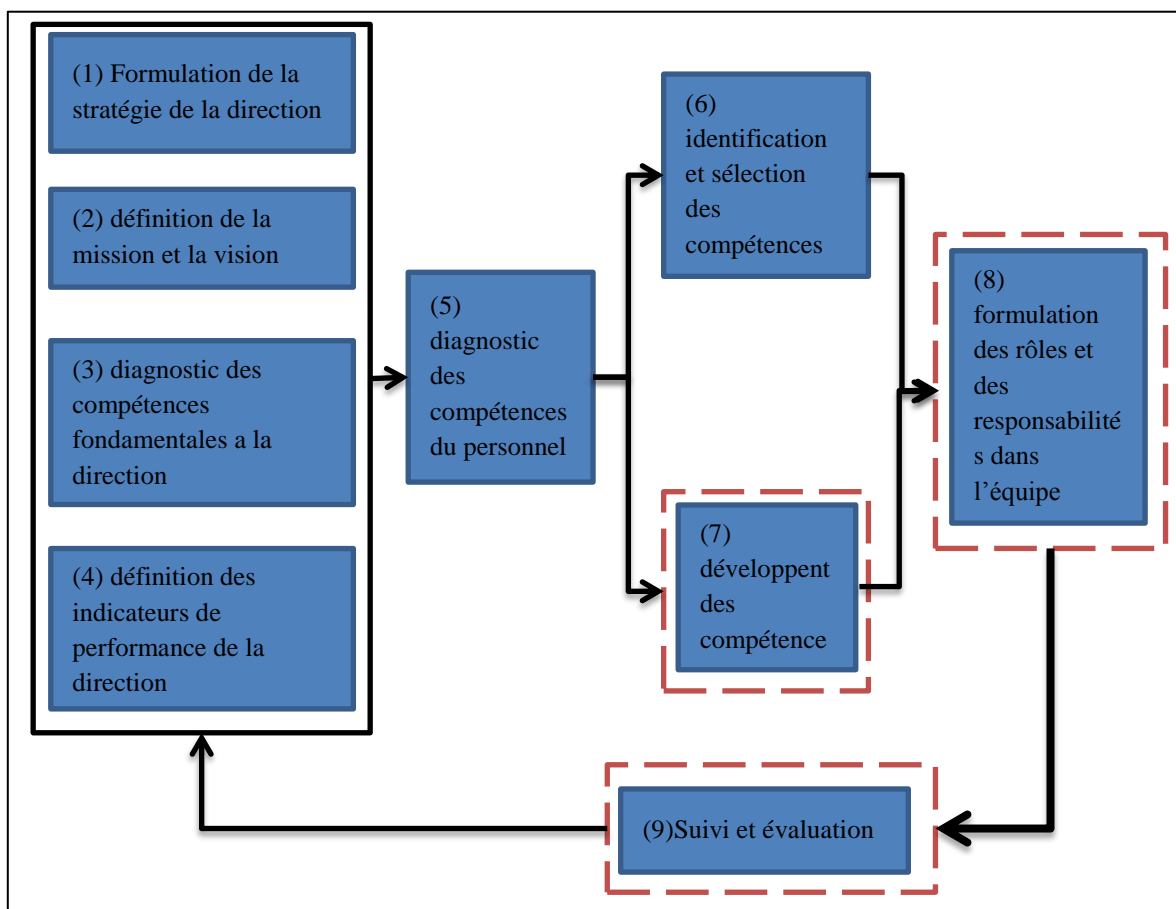 (1) Formulation de la
stratégie de la direction
(2) définition de la
mission et la vision
(3) diagnostic des
compétences
fondamentales a la
direction
(4) définition des
indicateurs de
performance de la
direction
(5)
diagnostic
des
compétences
du personnel
(6)
identification
et sélection
des
compétences
(7)
développent
des
compétence
(8)
formulation
des rôles et
des
responsabilité
s dans
l’équipe
(9)Suivi et évaluation